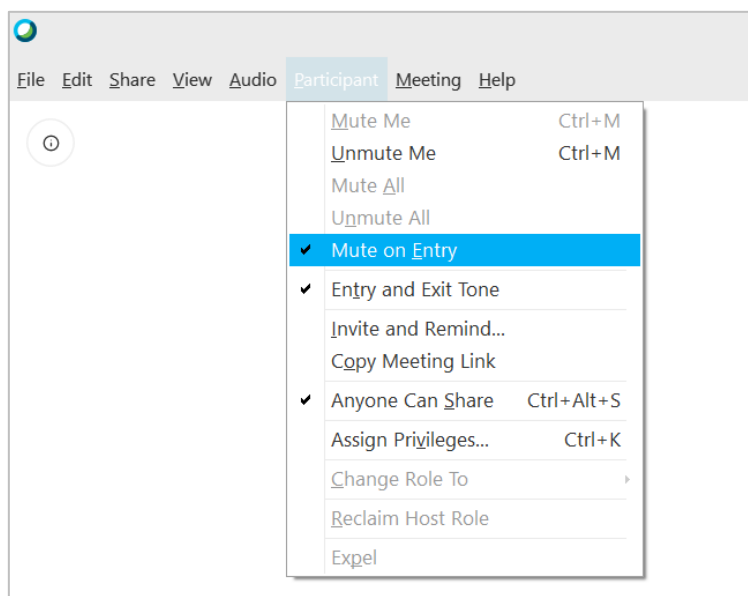 File Edit Share View Audio Participant Meeting Help
Mute Me Ctrl+M
Unmute Me Ctrl+M
Mute All
Unmute All
Mute on Entry
Entry and Exit Tone
Invite and Remind...
Copy Meeting Link
Anyone Can Share Ctrl+Alt+S
Assign Privileges... Ctrl+K
Change Role To
Reclaim Host Role
Expel